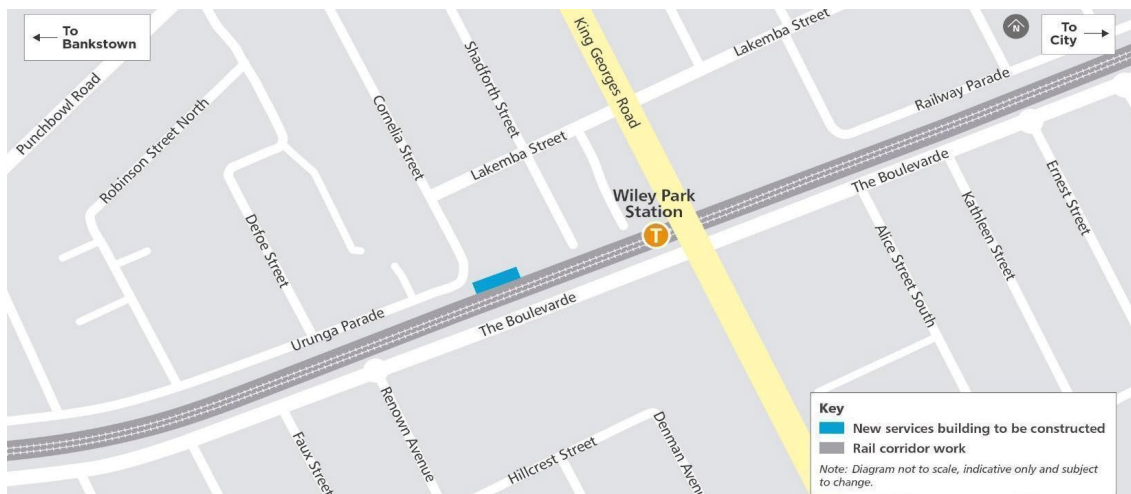 To
Bankstown
N
To
City
Punchbowl Road
Robinson Street North
Cornelia Street
Shadforth Street
King Georges Road
Lakemba Street
Railway Parade
Lakemba Street
Defoe Street
Wiley Park
Station
T
The Boulevarde
Kathleen Street
Ernest Street
Alice Street South
Urunga Parade
The Boulevarde
Renown Avenue
Faux Street
Hillcrest Street
Denman Aven
Key
New services building to be constructed
Rail corridor work
Note: Diagram not to scale, indicative only and subject
to change.